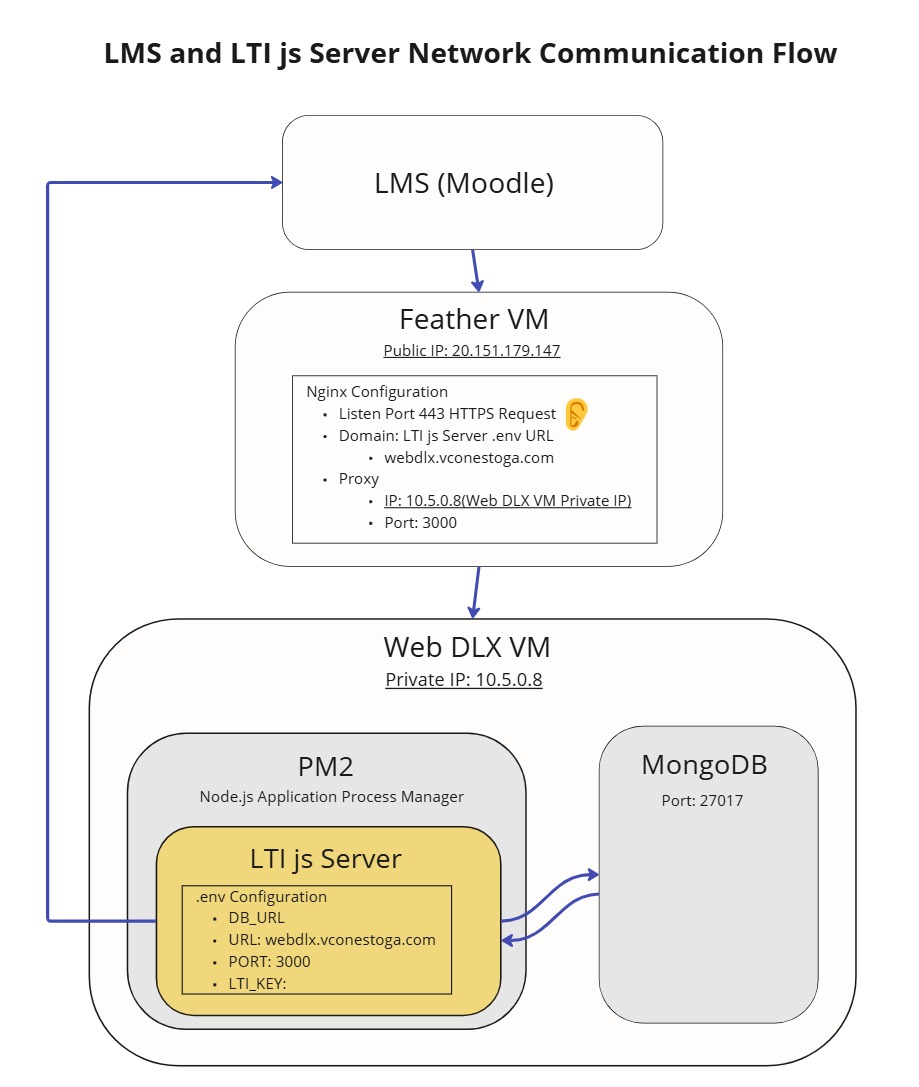 LMS and LTI js Server Network Communication Flow
LMS (Moodle)
Feather VM
Public IP: 20.151.179.147
Nginx Configuration
• Listen Port 443 HTTPS Request
• Domain: LTI js Server .env URL
• webdlx.vconestoga.com
• Proxy
• IP: 10.5.0.8(Web DLX VM Private IP)
• Port: 3000
Web DLX VM
Private IP: 10.5.0.8
PM2
Node.js Application Process Manager
LTI js Server
.env Configuration
• DB_URL
• URL: webdlx.vconestoga.com
• PORT: 3000
• LTI_KEY:
MongoDB
Port: 27017